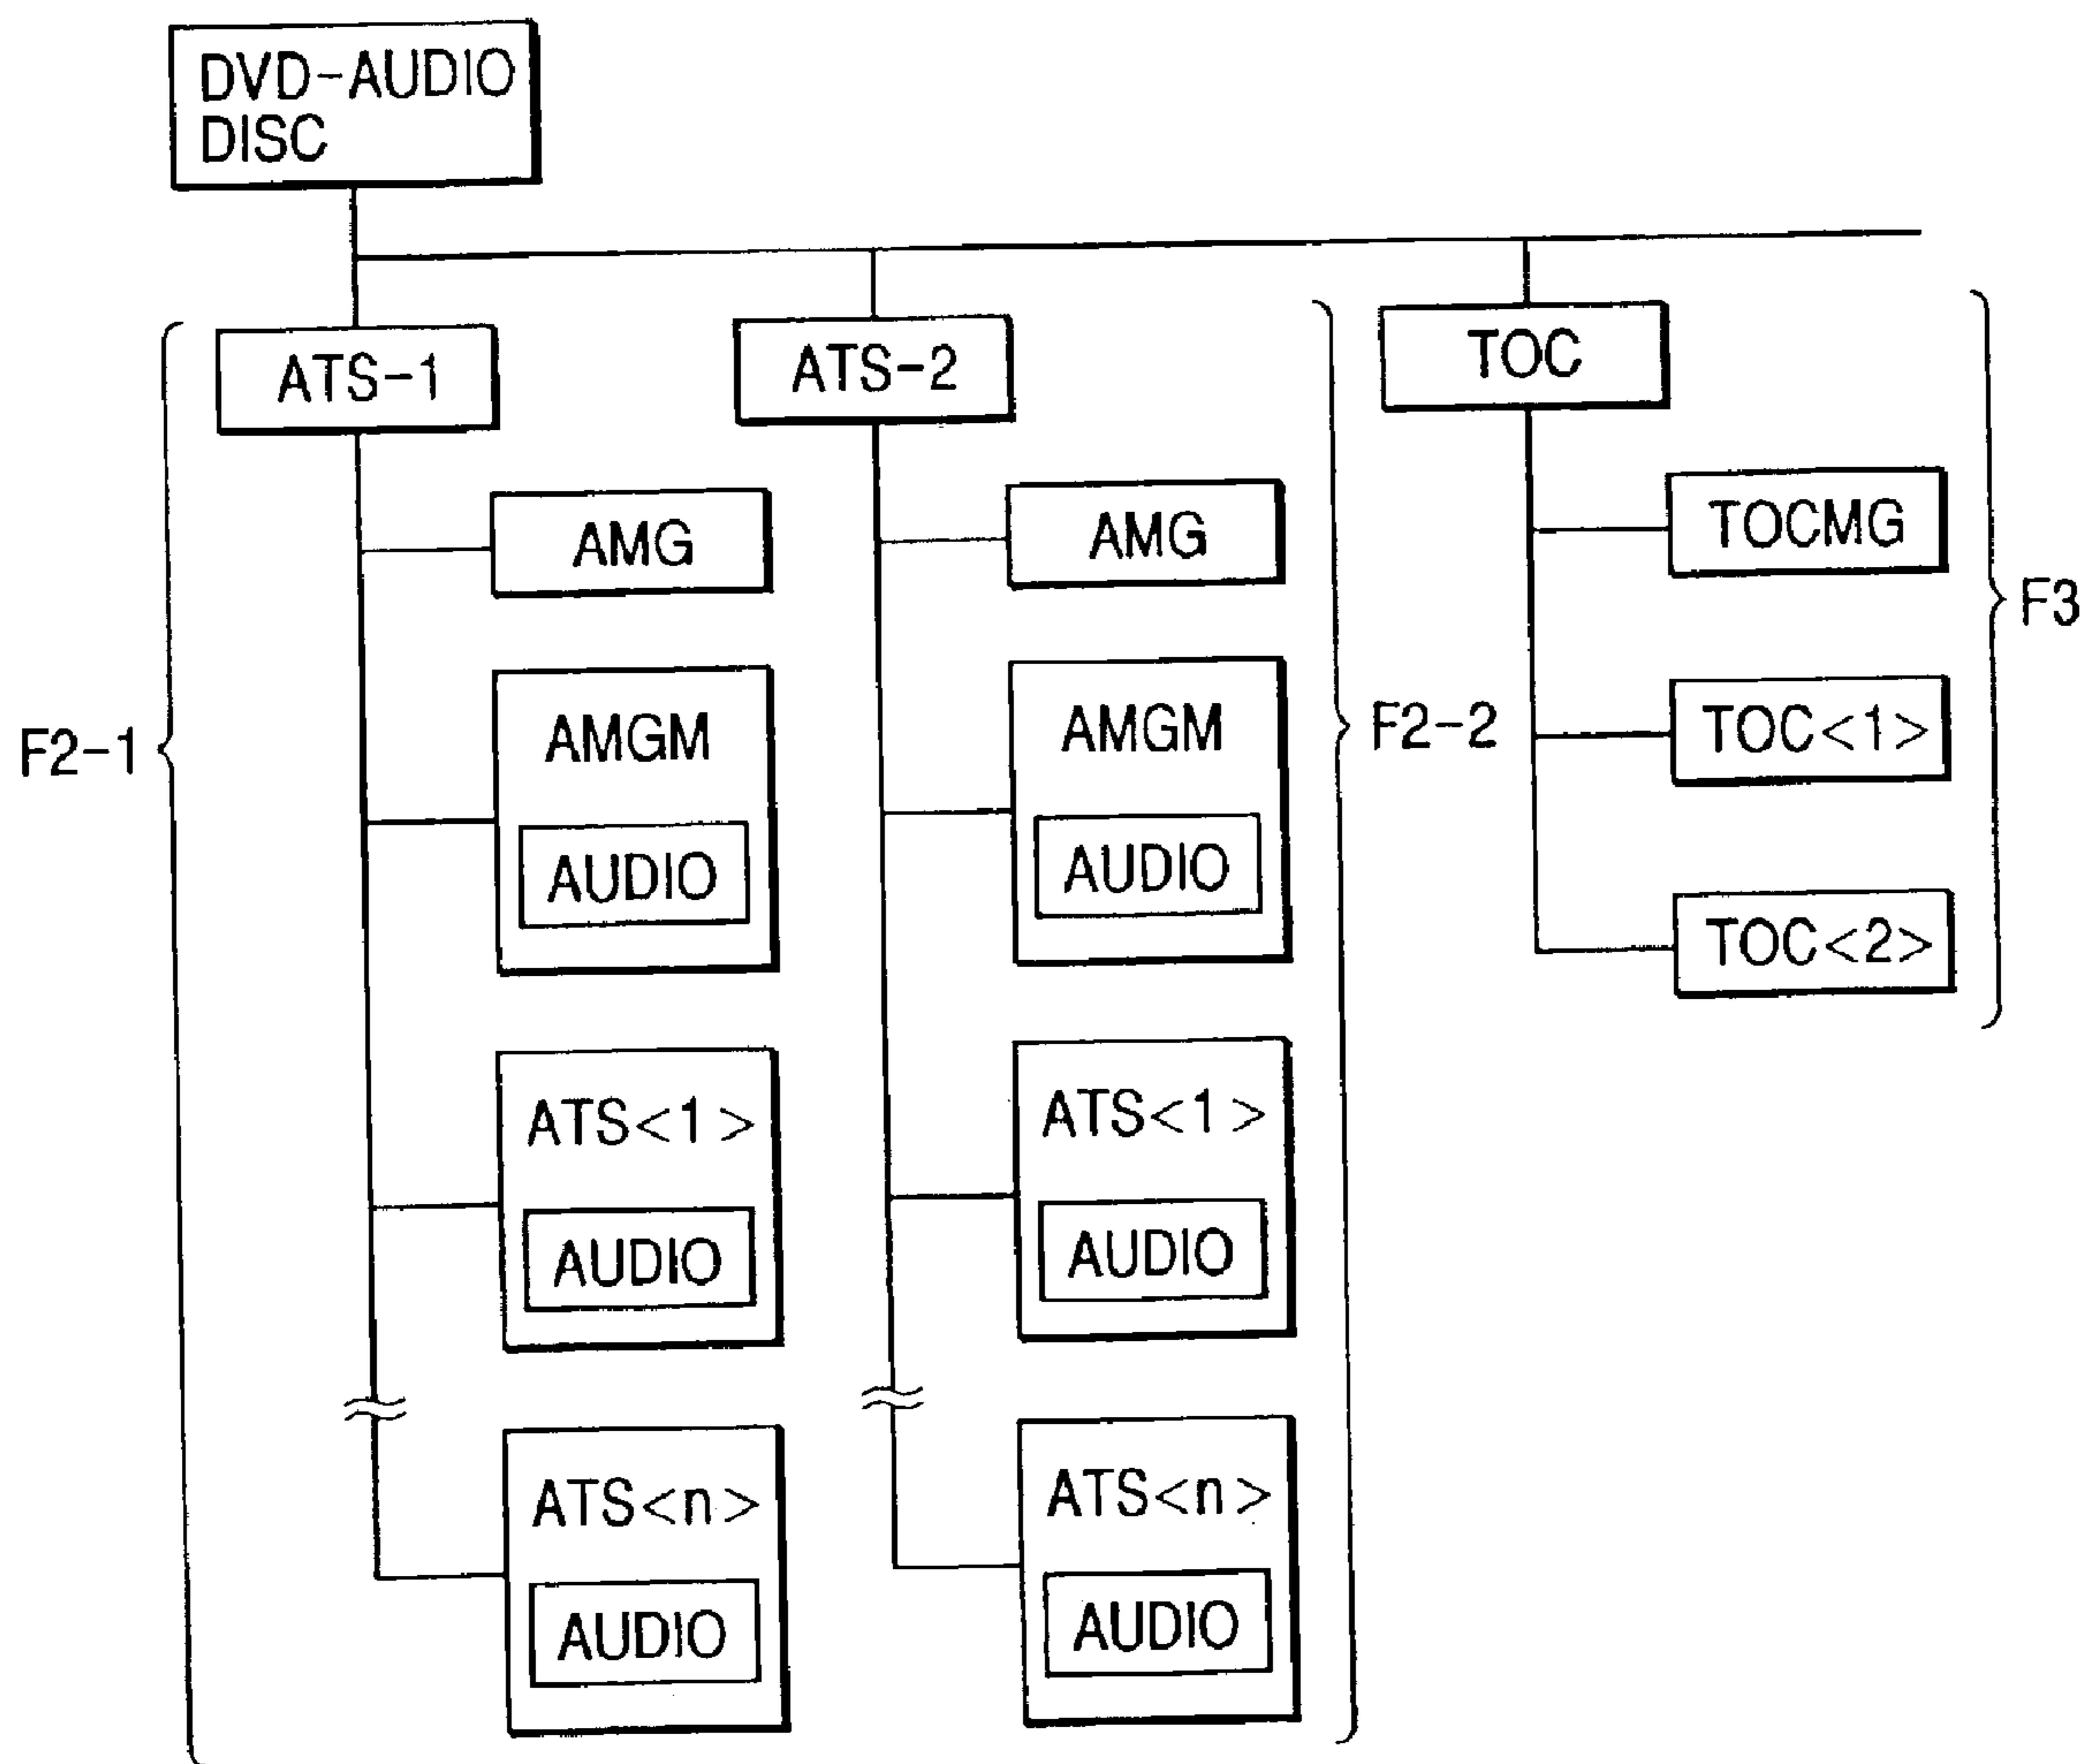 DVD-AUDIO
DISC
F2-1
ATS-1
AMG
AMGM
AUDIO
ATS<1>
AUDIO
ATS<n>
AUDIO
ATS-2
AMG
AMGM
AUDIO
ATS<1>
AUDIO
ATS<n>
AUDIO
F2-2
TOC
TOCMG
TOC<1>
TOC<2>
F3